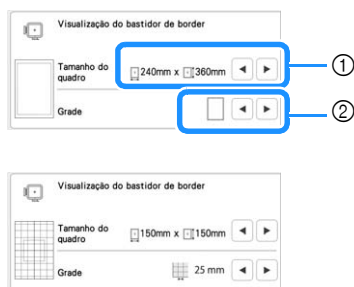 Visualização do bastidor de border
Tamanho do
quadro
240mm x 360mm
①
Grade
②
Visualização do bastidor de border
Tamanho do
quadro
150mm x 150mm
Grade
25 mm